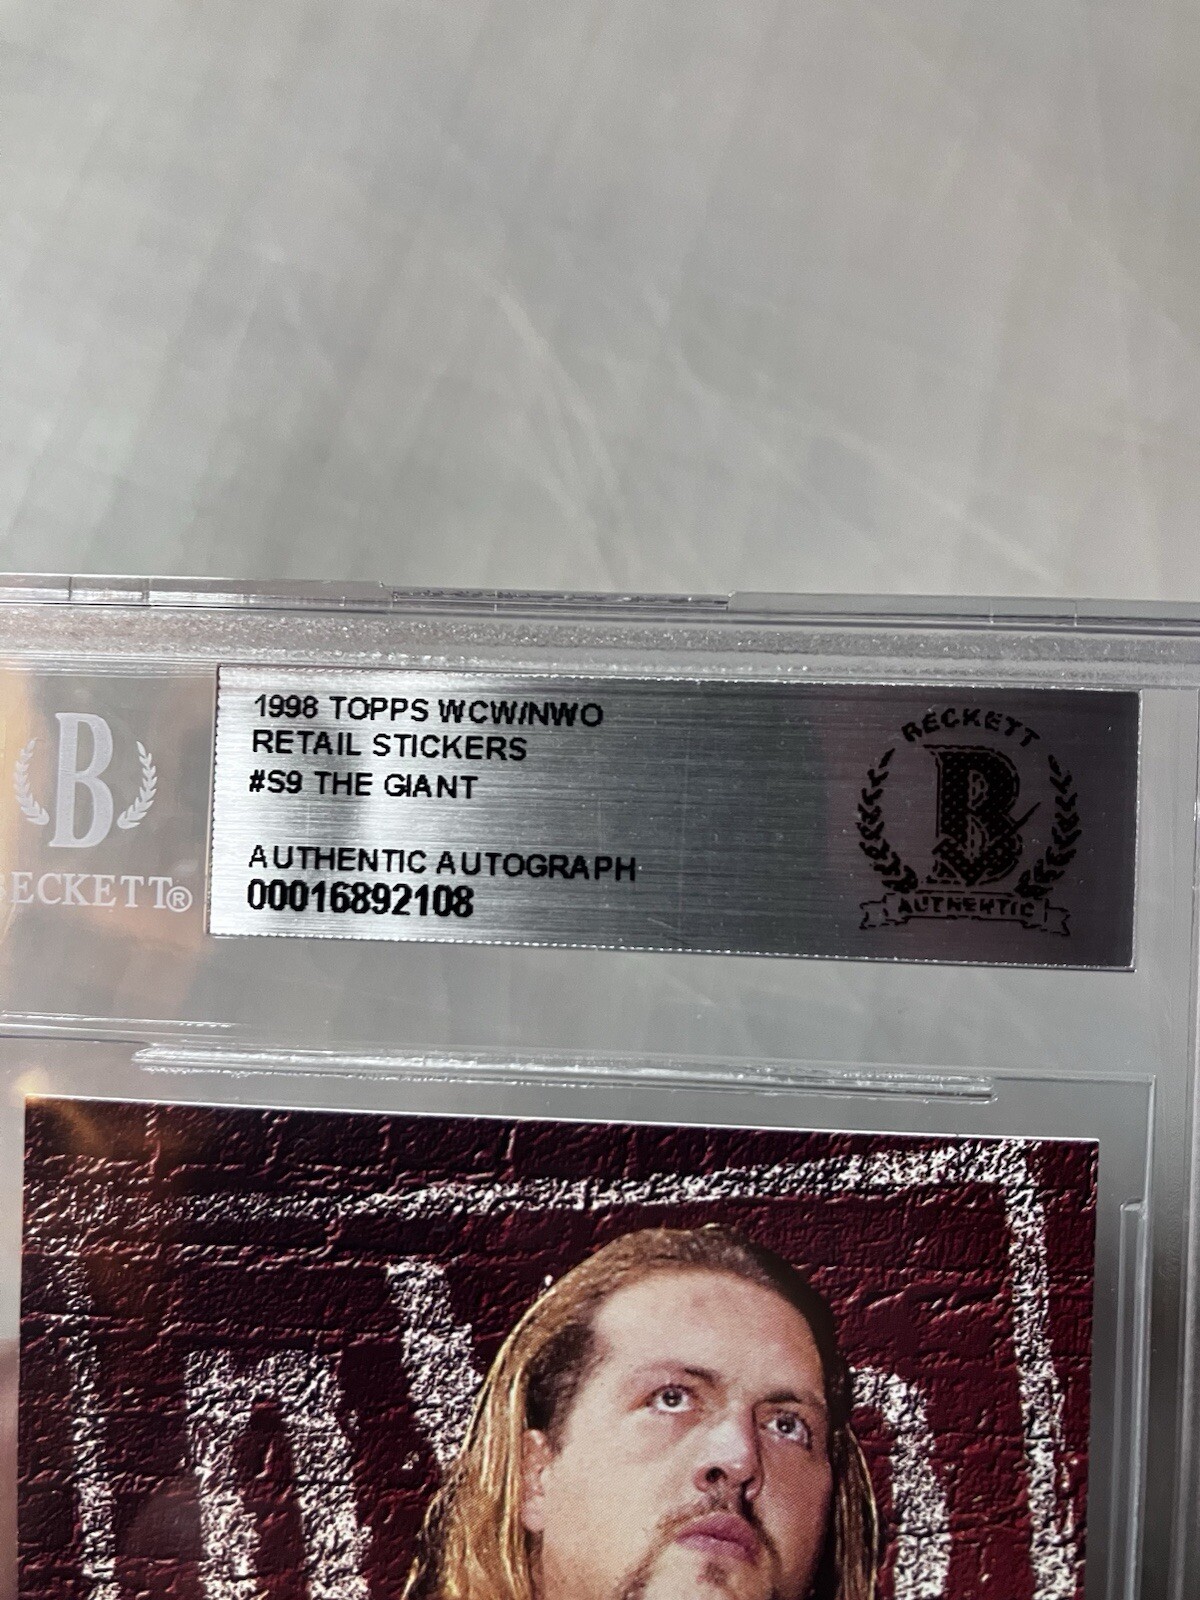 1998 TOPPS WCW/NWO
RETAIL STICKERS
#S9 THE GIANT
AUTHENTIC AUTOGRAPH
00016892108
BECKETT
B
AUTHENTIC
B
ECKETT®